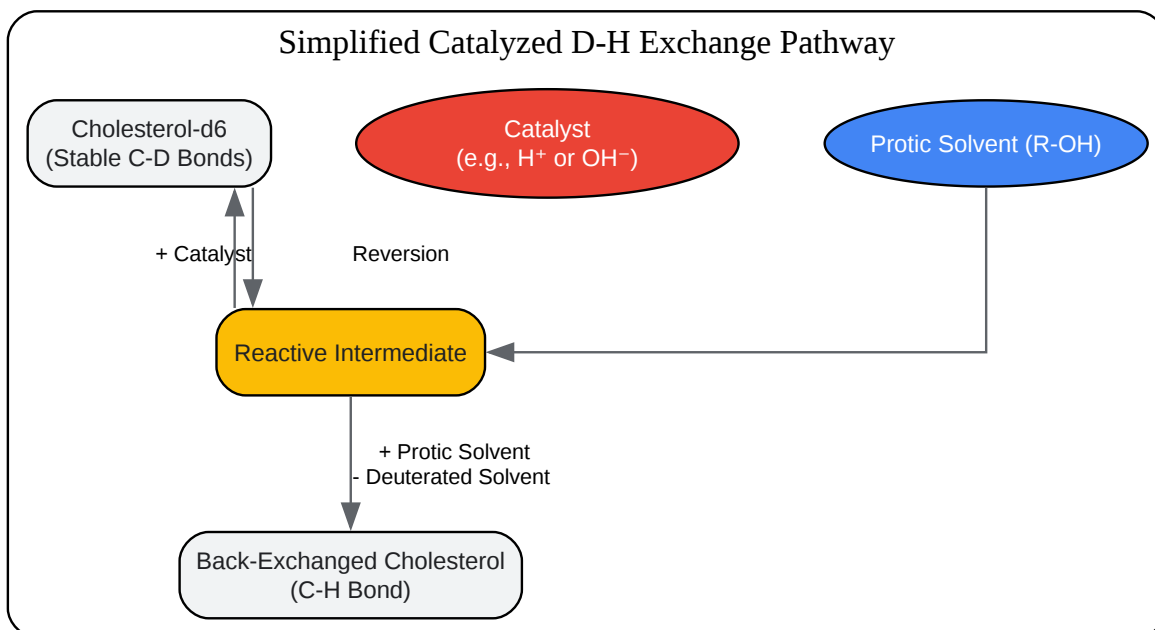 Simplified Catalyzed D-H Exchange Pathway
Cholesterol-d6
(Stable C-D Bonds)
Catalyst
(e.g., H⁺ or OH⁻)
Protic Solvent (R-OH)
+ Catalyst
Reversion
Reactive Intermediate
+ Protic Solvent
- Deuterated Solvent
Back-Exchanged Cholesterol
(C-H Bond)